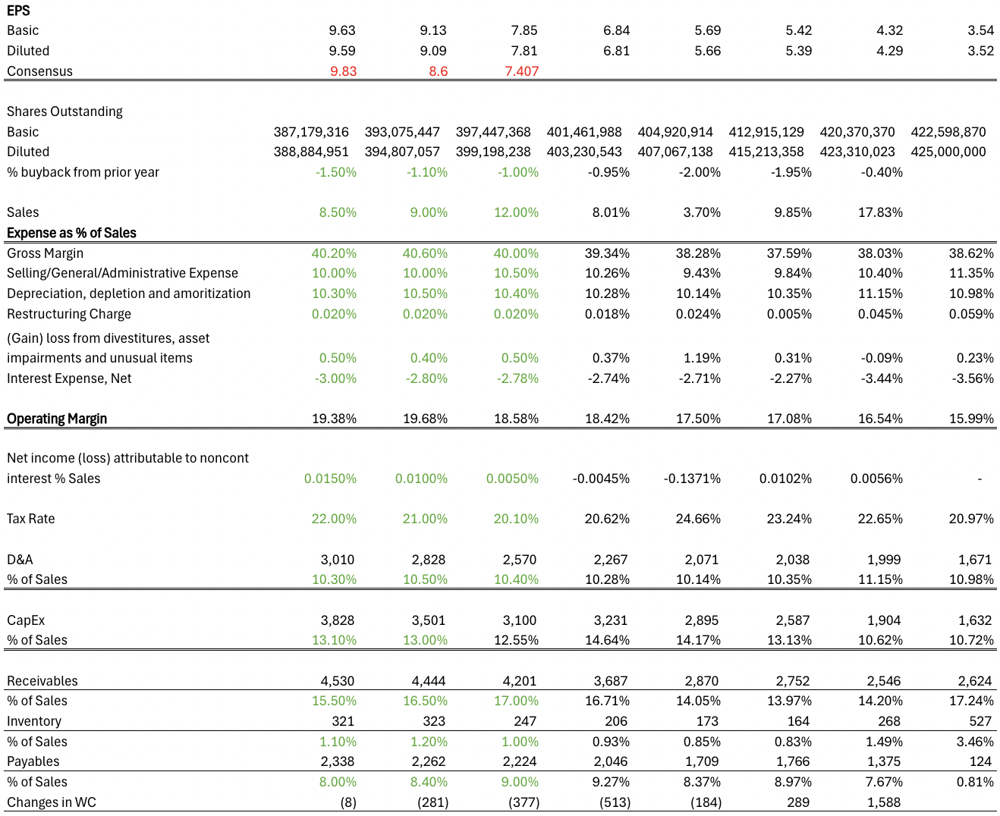 EPS
Basic 9.63 9.13 7.85 6.84 5.69 5.42 4.32 3.54
Diluted 9.59 9.09 7.81 6.81 5.66 5.39 4.29 3.52
Consensus 9.83 8.6 7.407
Shares Outstanding
Basic 387,179,316 393,075,447 397,447,368 401,461,988 404,920,914 412,915,129 420,370,370 422,598,870
Diluted 388,884,951 394,807,057 399,198,238 403,230,543 407,067,138 415,213,358 423,310,023 425,000,000
% buyback from prior year -1.50% -1.10% -1.00% -0.95% -2.00% -1.95% -0.40%
Sales 8.50% 9.00% 12.00% 8.01% 3.70% 9.85% 17.83%
Expense as % of Sales
Gross Margin 40.20% 40.60% 40.00% 39.34% 38.28% 37.59% 38.03% 38.62%
Selling/General/Administrative Expense 10.00% 10.00% 10.50% 10.26% 9.43% 9.84% 10.40% 11.35%
Depreciation, depletion and amoritization 10.30% 10.50% 10.40% 10.28% 10.14% 10.35% 11.15% 10.98%
Restructuring Charge 0.020% 0.020% 0.020% 0.018% 0.024% 0.005% 0.045% 0.059%
(Gain) loss from divestitures, asset
impairments and unusual items 0.50% 0.40% 0.50% 0.37% 1.19% 0.31% -0.09% 0.23%
Interest Expense, Net -3.00% -2.80% -2.78% -2.74% -2.71% -2.27% -3.44% -3.56%
Operating Margin 19.38% 19.68% 18.58% 18.42% 17.50% 17.08% 16.54% 15.99%
Net income (loss) attributable to noncont
interest % Sales 0.0150% 0.0100% 0.0050% -0.0045% -0.1371% 0.0102% 0.0056% -
Tax Rate 22.00% 21.00% 20.10% 20.62% 24.66% 23.24% 22.65% 20.97%
D&A 3,010 2,828 2,570 2,267 2,071 2,038 1,999 1,671
% of Sales 10.30% 10.50% 10.40% 10.28% 10.14% 10.35% 11.15% 10.98%
CapEx 3,828 3,501 3,100 3,231 2,895 2,587 1,904 1,632
% of Sales 13.10% 13.00% 12.55% 14.64% 14.17% 13.13% 10.62% 10.72%
Receivables 4,530 4,444 4,201 3,687 2,870 2,752 2,546 2,624
% of Sales 15.50% 16.50% 17.00% 16.71% 14.05% 13.97% 14.20% 17.24%
Inventory 321 323 247 206 173 164 268 527
% of Sales 1.10% 1.20% 1.00% 0.93% 0.85% 0.83% 1.49% 3.46%
Payables 2,338 2,262 2,224 2,046 1,709 1,766 1,375 124
% of Sales 8.00% 8.40% 9.00% 9.27% 8.37% 8.97% 7.67% 0.81%
Changes in WC (8) (281) (377) (513) (184) 289 1,588